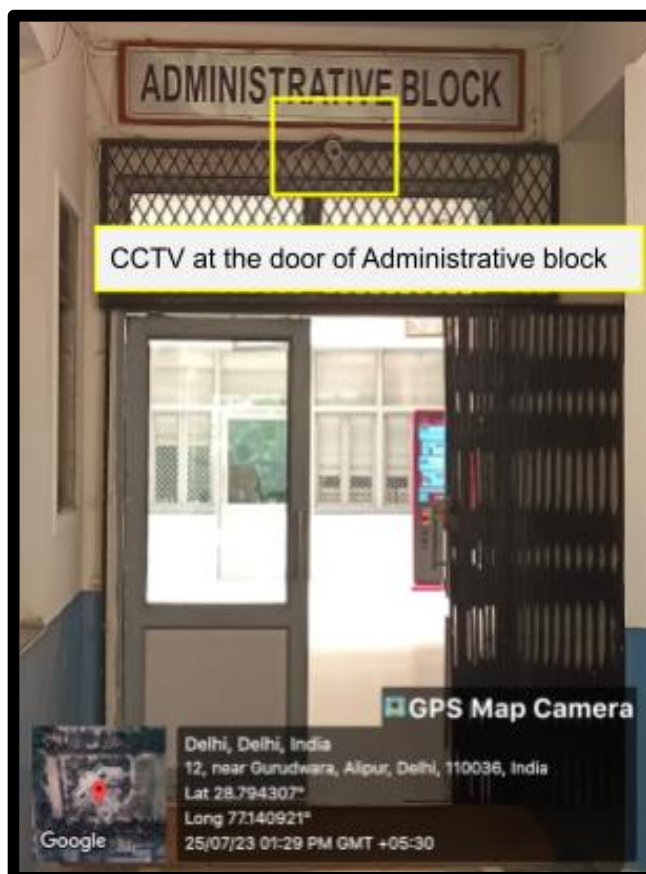 ADMINISTRATIVE BLOCK
CCTV at the door of Administrative block
GPS Map Camera
Delhi, Delhi, India
12, near Gurudwara, Alipur, Delhi, 110036, India
Lat 28.794307°
Long 77.140921°
25/07/23 01:29 PM GMT +05:30
Google